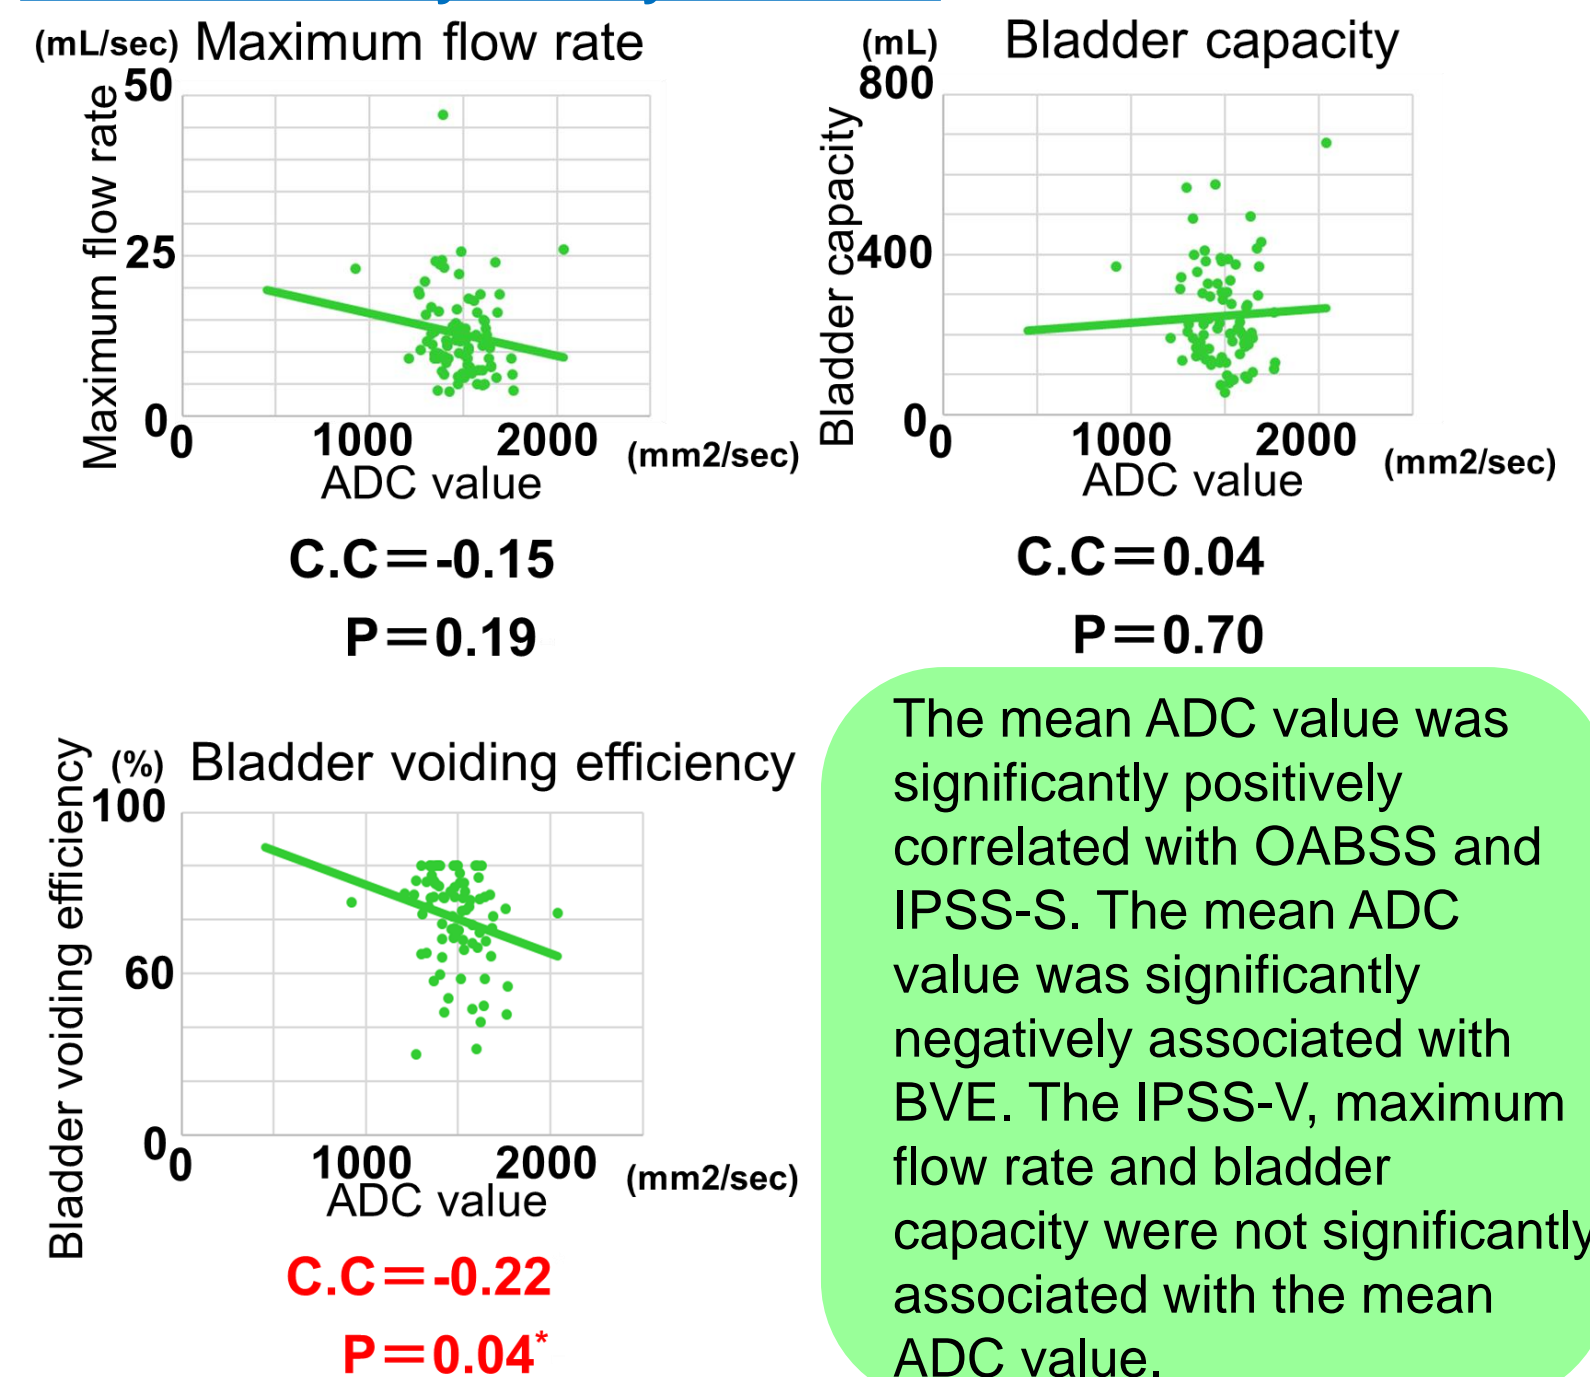 (mL/sec) Maximum flow rate
50
25
0
Maximum flow rate
0 1000 2000 (mm2/sec)
ADC value
C.C＝-0.15
P＝0.19
(mL) Bladder capacity
800
400
0
Bladder capacity
0 1000 2000 (mm2/sec)
ADC value
C.C＝0.04
P＝0.70
(%) Bladder voiding efficiency
100
60
0
Bladder voiding efficiency
0 1000 2000 (mm2/sec)
ADC value
C.C＝-0.22
P＝0.04*
The mean ADC value was
significantly positively
correlated with OABSS and
IPSS-S. The mean ADC
value was significantly
negatively associated with
BVE. The IPSS-V, maximum
flow rate and bladder
capacity were not significantly
associated with the mean
ADC value.